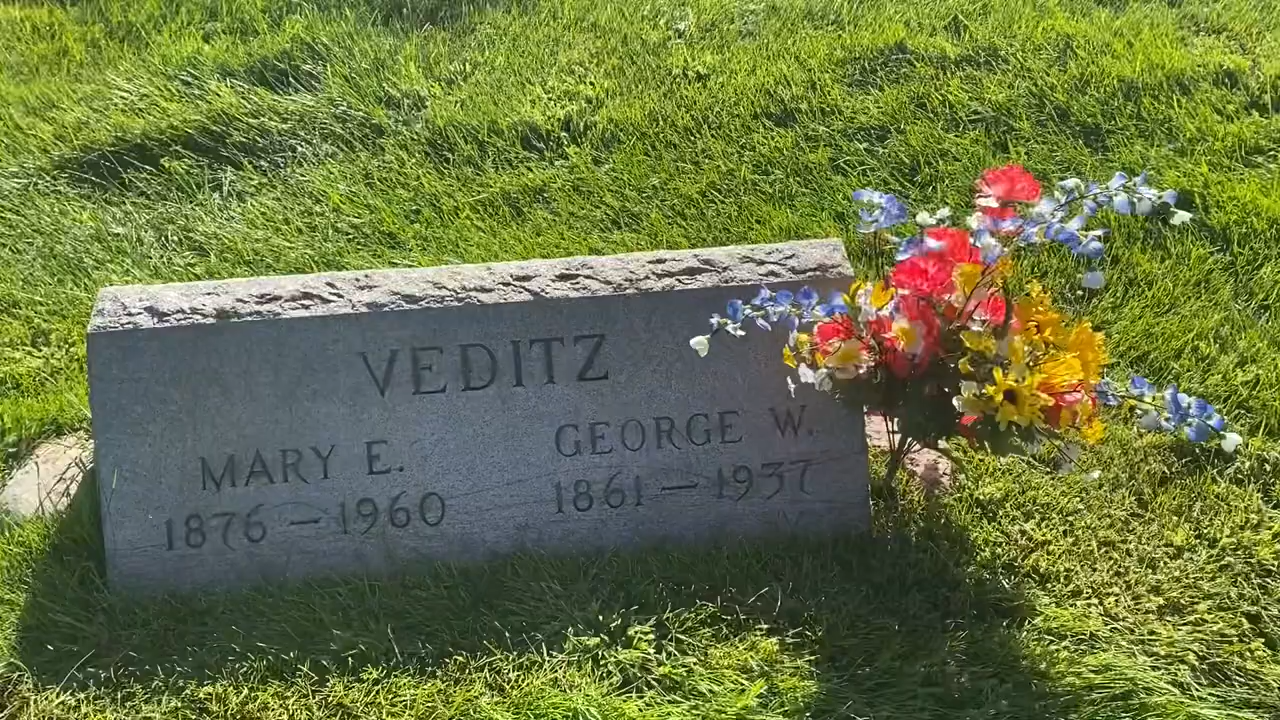 VEDITZ
MARY E.
1876 – 1960
GEORGE W.
1861 – 1937